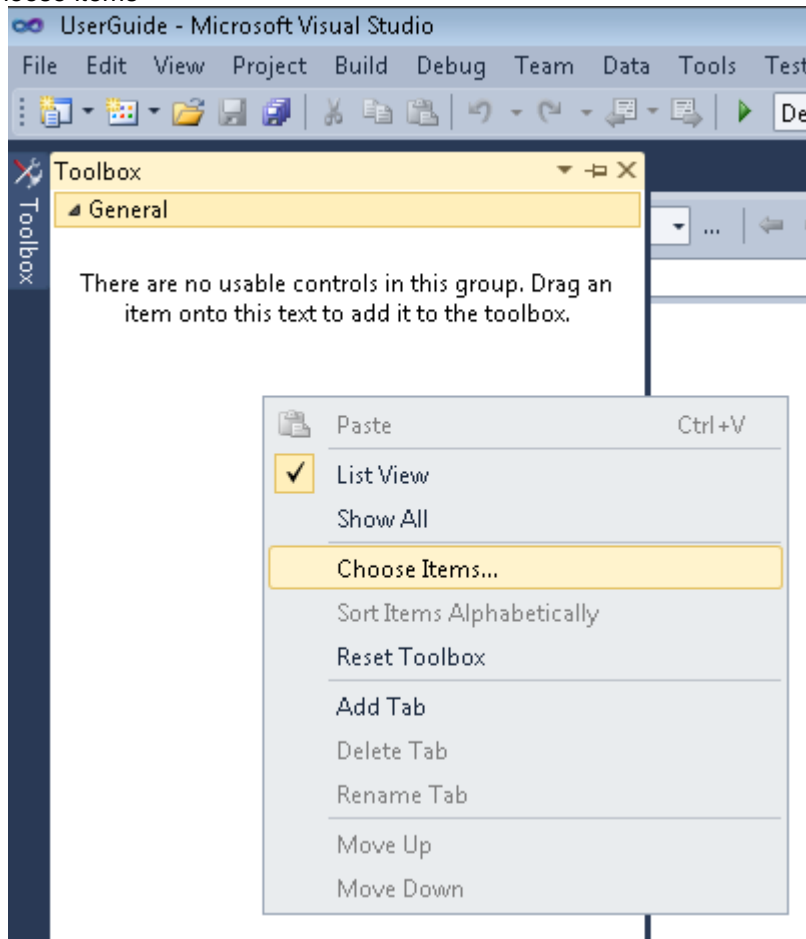 UserGuide - Microsoft Visual Studio
File Edit View Project Build Debug Team Data Tools Test
De
Toolbox
Toolbox
General
...
There are no usable controls in this group. Drag an
item onto this text to add it to the toolbox.
Paste Ctrl+V
List View
Show All
Choose Items...
Sort Items Alphabetically
Reset Toolbox
Add Tab
Delete Tab
Rename Tab
Move Up
Move Down